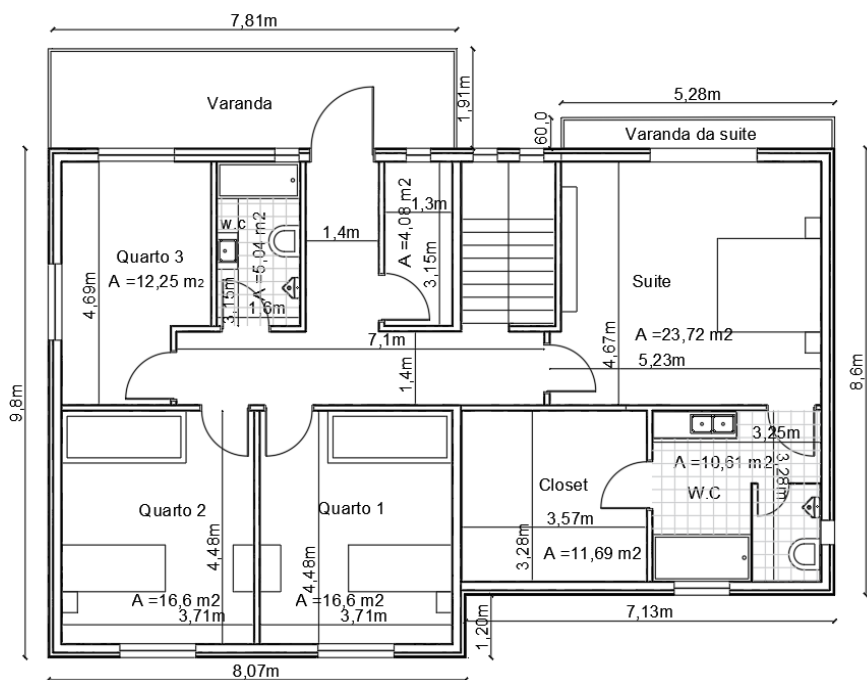 7,81m
Varanda
1,91m
5,28m
60,0
Varanda da suite
w.c
A =5,04 m2
1,3m
A =4,08 m2
1,4m
3,15m
Quarto 3
A =12,25 m2
4,69m
3,15m
1,6m
Suite
A =23,72 m2
4,67m
5,23m
7,1m
1,4m
9,8m
8,6m
3,25m
A =10,61 m2
3,28m
W.C
Closet
3,57m
3,28m
A =11,69 m2
Quarto 2
4,48m
A =16,6 m2
3,71m
Quarto 1
4,48m
A =16,6 m2
3,71m
1,20m
7,13m
8,07m